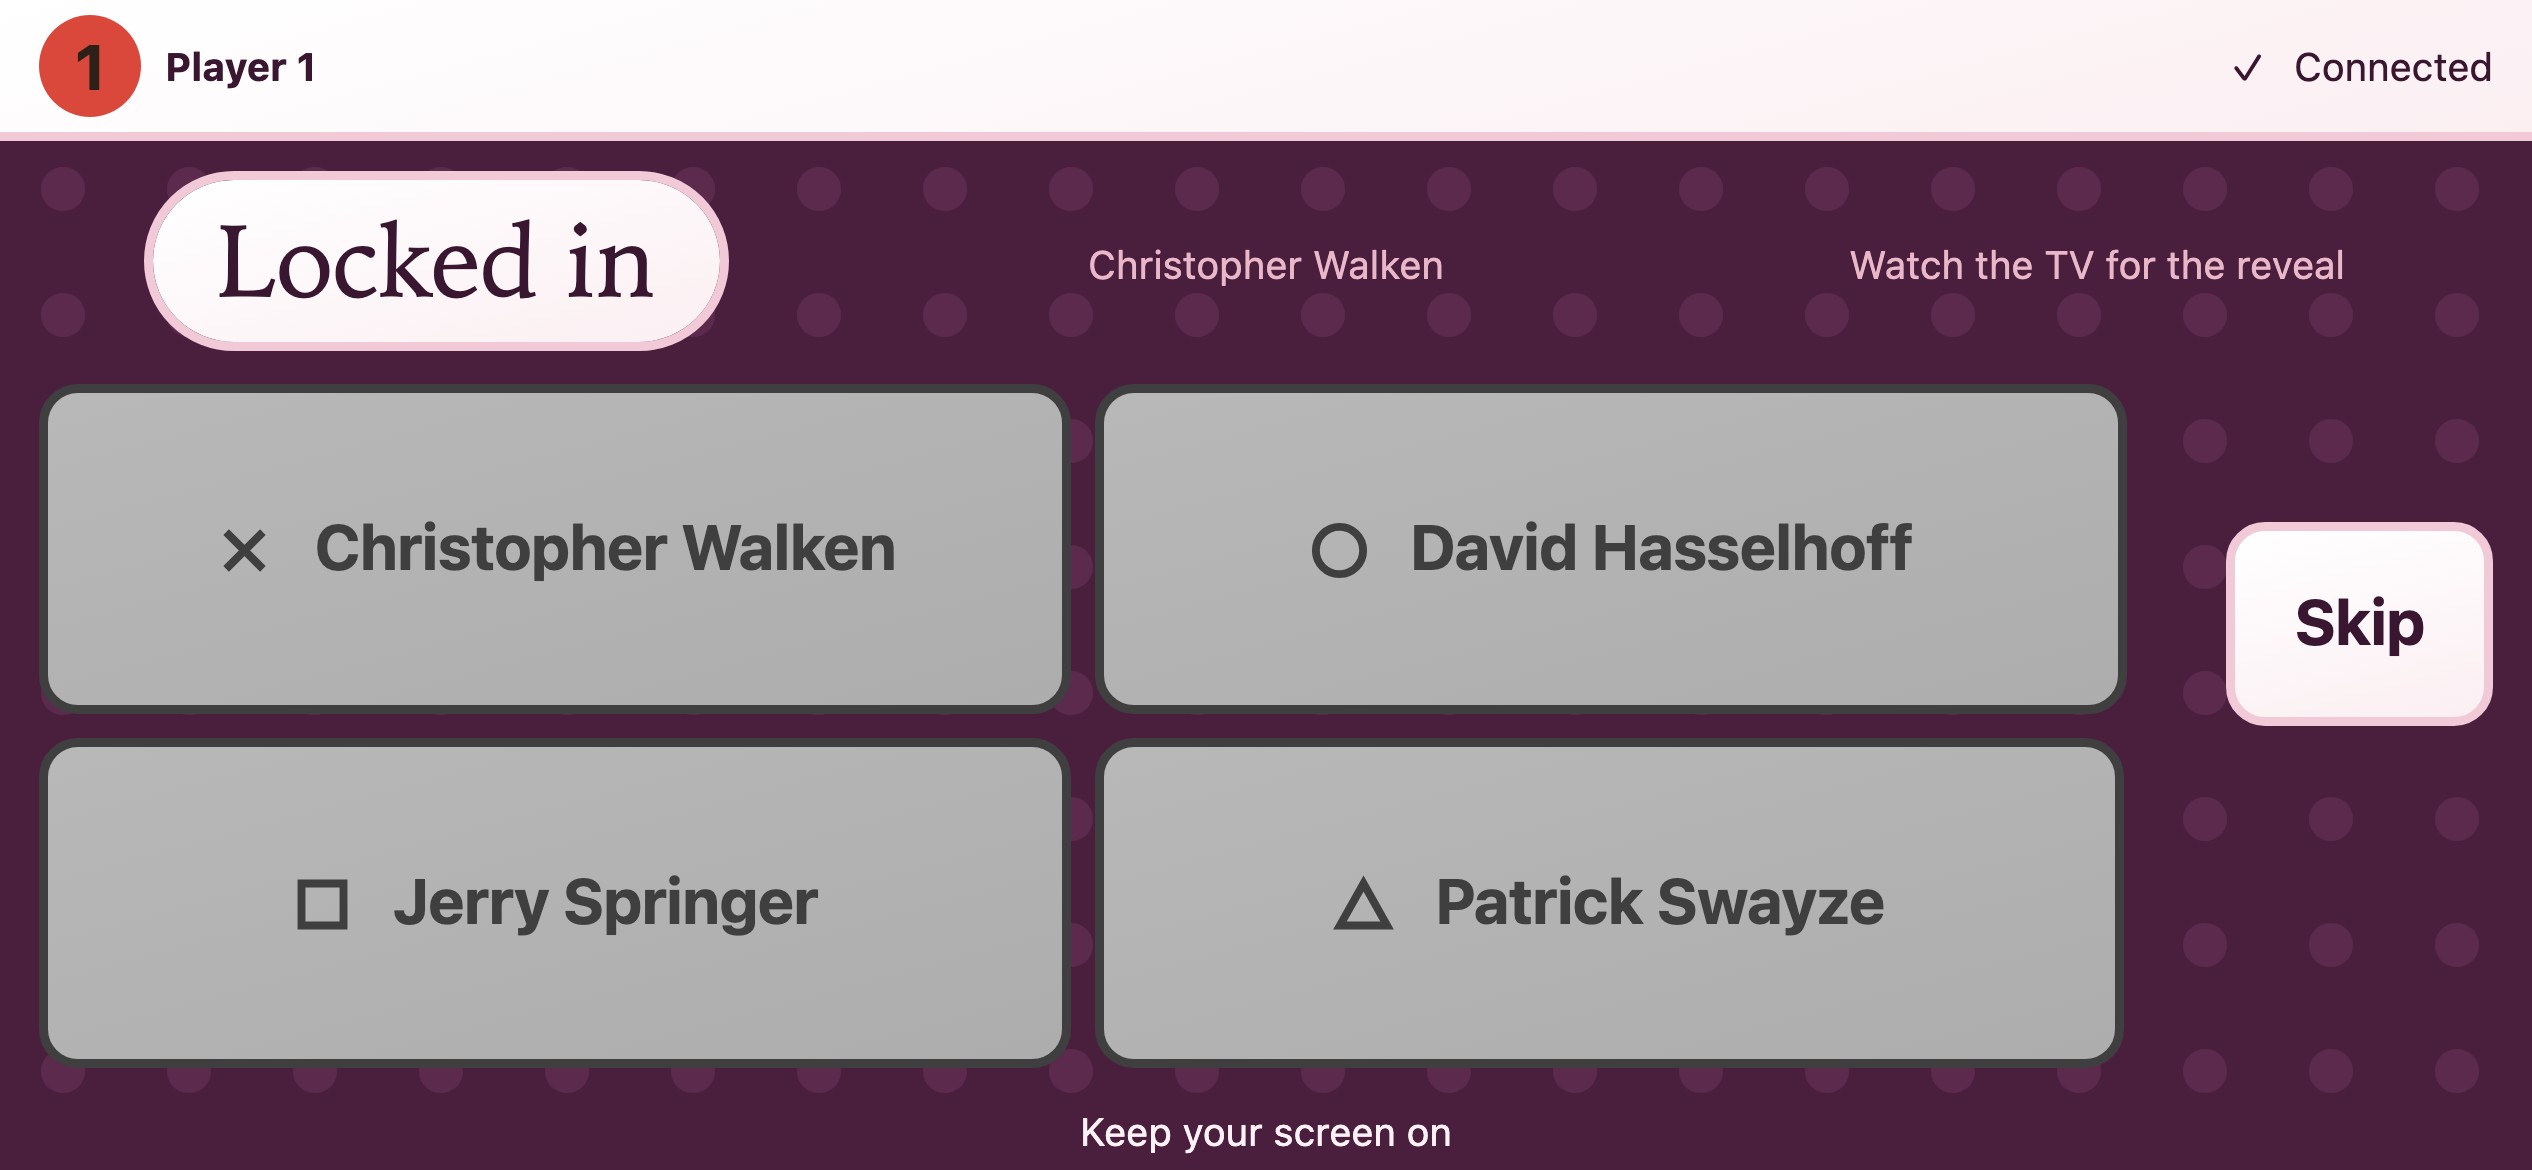 1 Player 1
Connected
Locked in
Christopher Walken
Watch the TV for the reveal
Christopher Walken
David Hasselhoff
Skip
Jerry Springer
Patrick Swayze
Keep your screen on